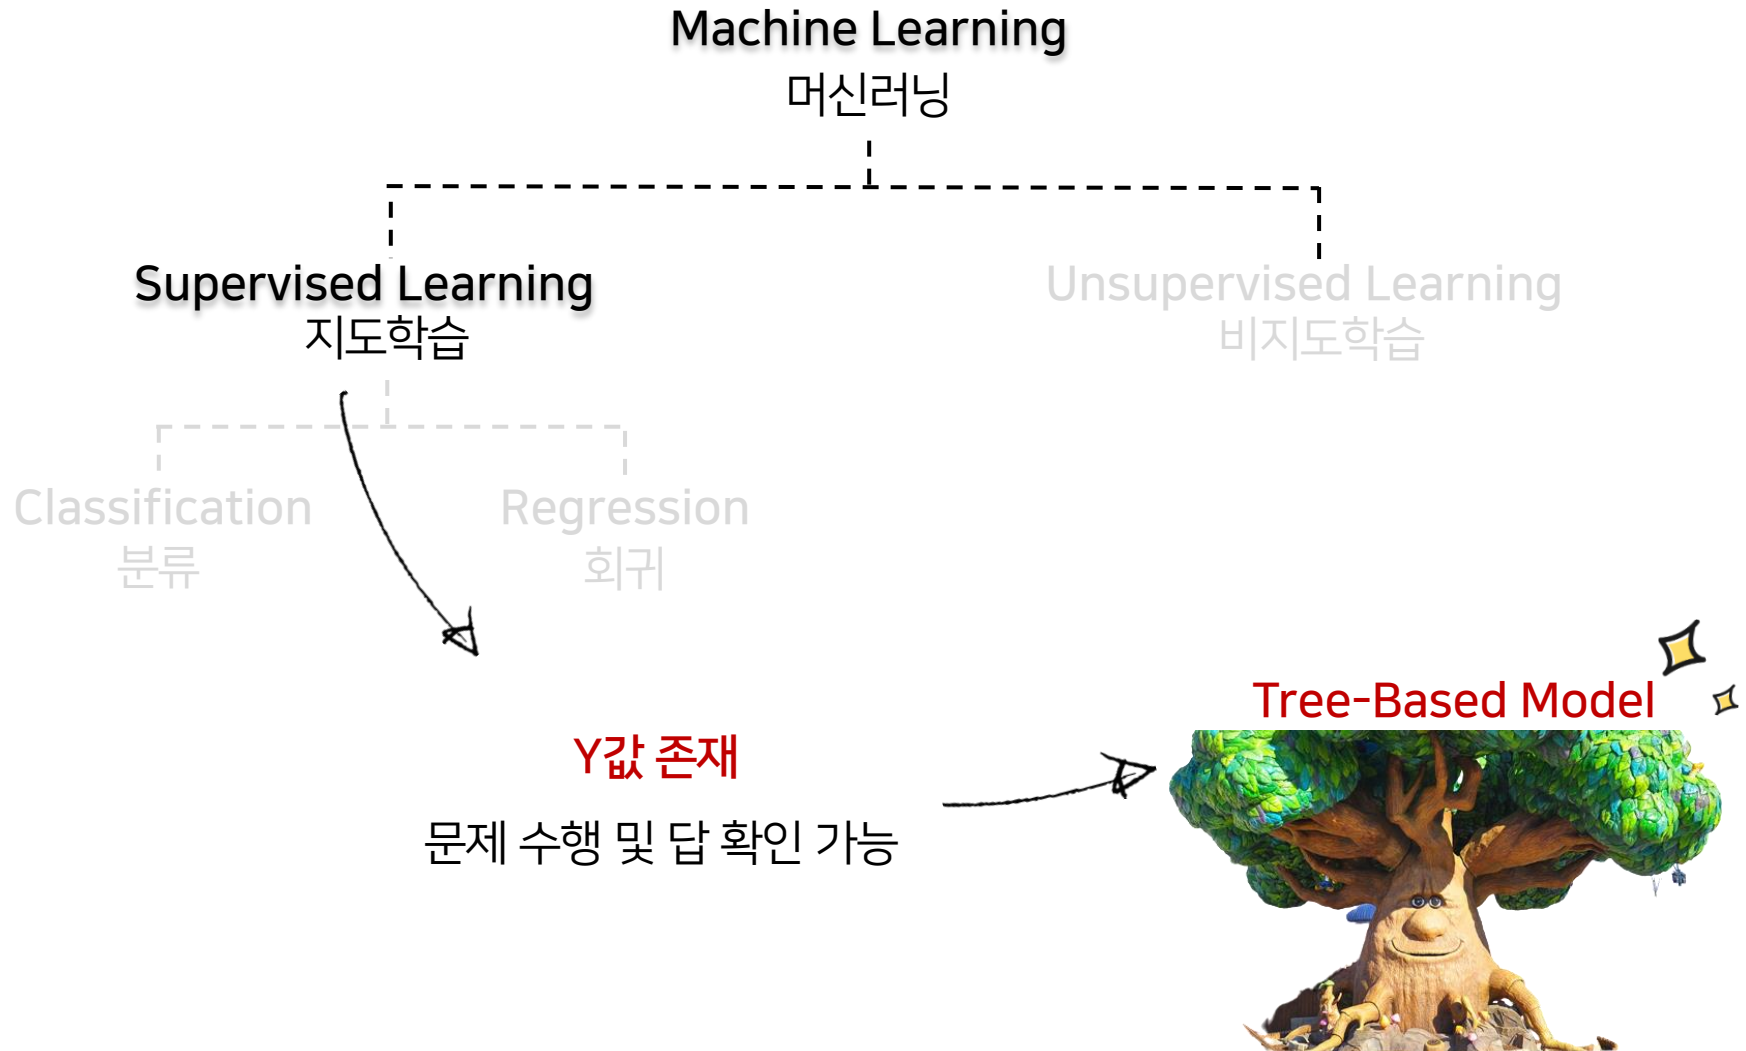 Machine Learning
머신러닝
Supervised Learning
지도학습
Unsupervised Learning
비지도학습
Classification
분류
Regression
회귀
Y값 존재
문제 수행 및 답 확인 가능
Tree-Based Model